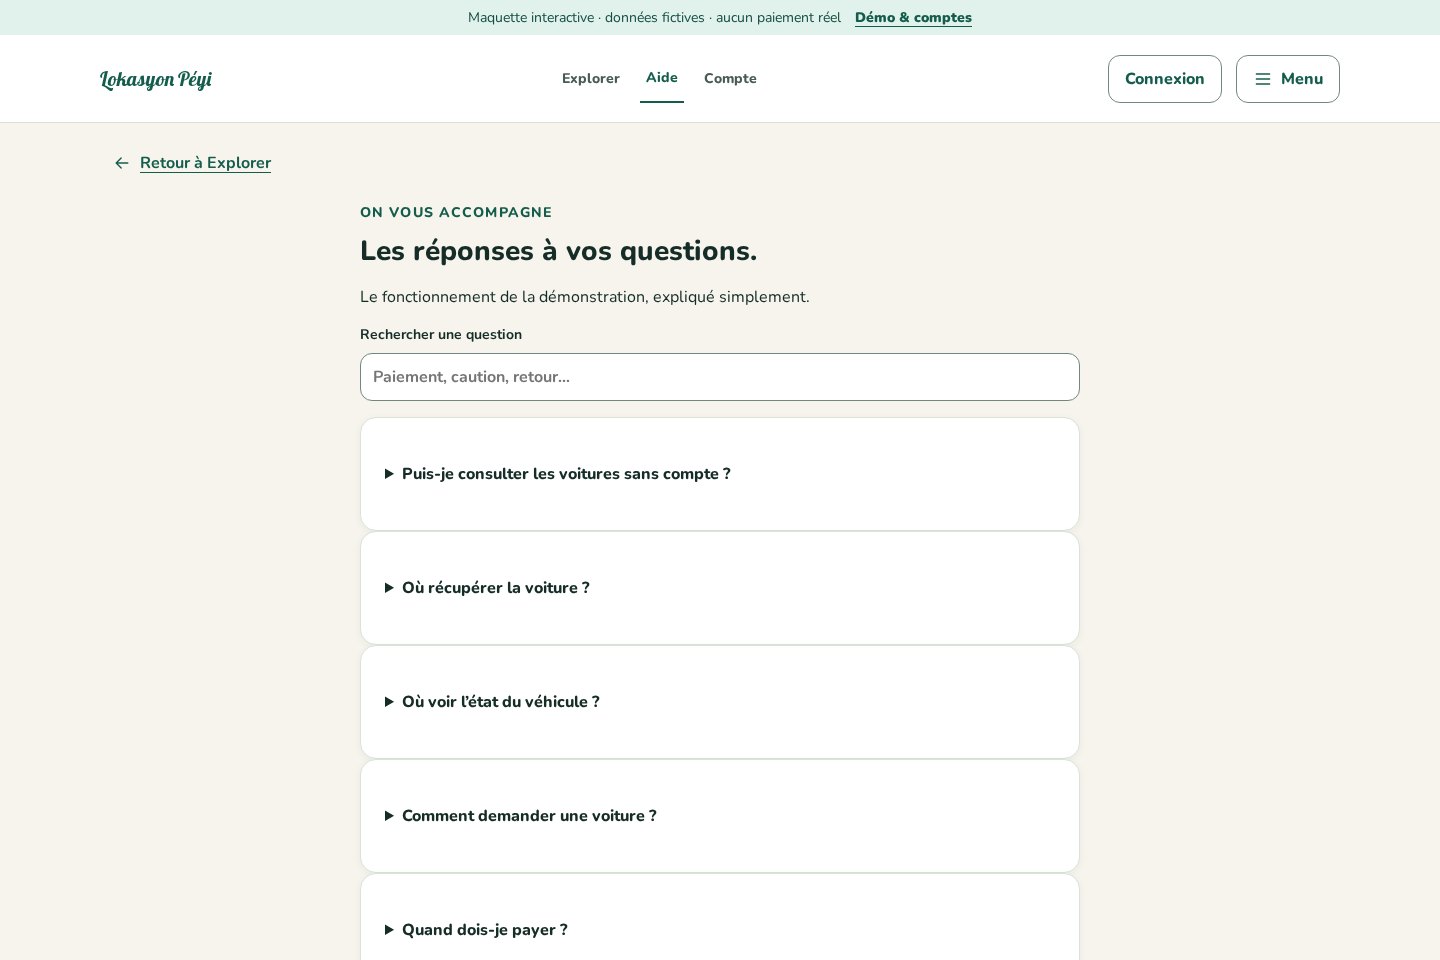 Maquette interactive · données fictives · aucun paiement réel Démo & comptes
Lokasyon Péyi
Explorer
Aide
Compte
Connexion
Menu
Retour à Explorer
ON VOUS ACCOMPAGNE
Les réponses à vos questions.
Le fonctionnement de la démonstration, expliqué simplement.
Rechercher une question
Paiement, caution, retour…
Puis-je consulter les voitures sans compte ?
Où récupérer la voiture ?
Où voir l’état du véhicule ?
Comment demander une voiture ?
Quand dois-je payer ?